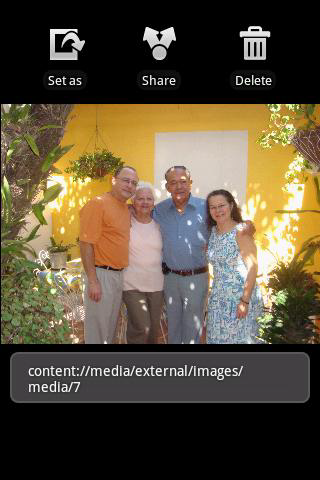 Set as
Share
Delete
content://media/external/images/
media/7